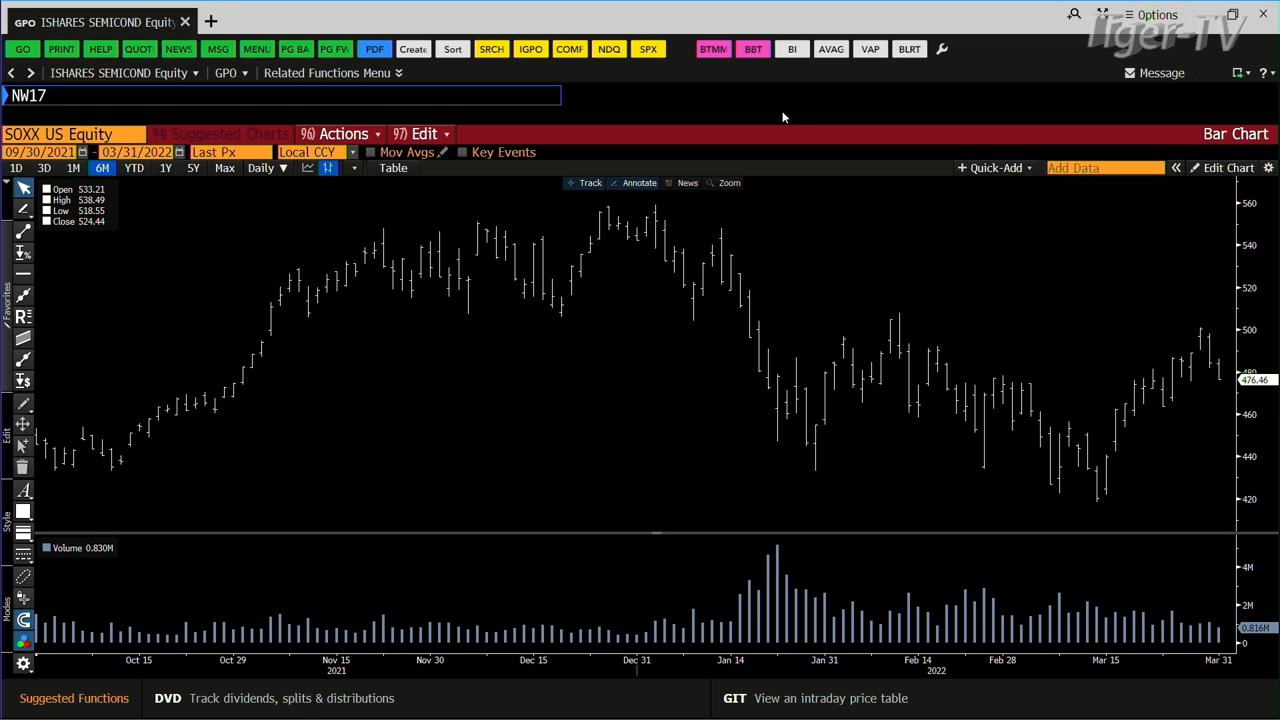 GPO ISHARES SEMICOND Equity
Options
Tiger-TV
GO PRINT HELP QUOT NEWS MSG MENU PG BA PG FW PDF Create Sort SRCH IGPO COMF NDQ SPX BTMM BBT BI AVAG VAP BLRT
ISHARES SEMICOND Equity GPO Related Functions Menu Message ?
NW17
SOXX US Equity 94) Suggested Charts 96) Actions 97) Edit Bar Chart
09/30/2021 - 03/31/2022 Last Px Local CCY Mov Avgs Key Events
1D 3D 1M 6M YTD 1Y 5Y Max Daily Table + Quick-Add Add Data Edit Chart
Track Annotate News Zoom
Open 533.21
High 538.49
Low 518.55
Close 524.44
560
540
520
500
480
476.46
460
440
420
Favorites
Edit
Style
Modes
Volume 0.830M
4M
2M
0.816M
0
Oct 15 Oct 29 Nov 15 Nov 30 Dec 15 Dec 31 Jan 14 Jan 31 Feb 14 Feb 28 Mar 15 Mar 31
2021 2022
Suggested Functions DVD Track dividends, splits & distributions GIT View an intraday price table